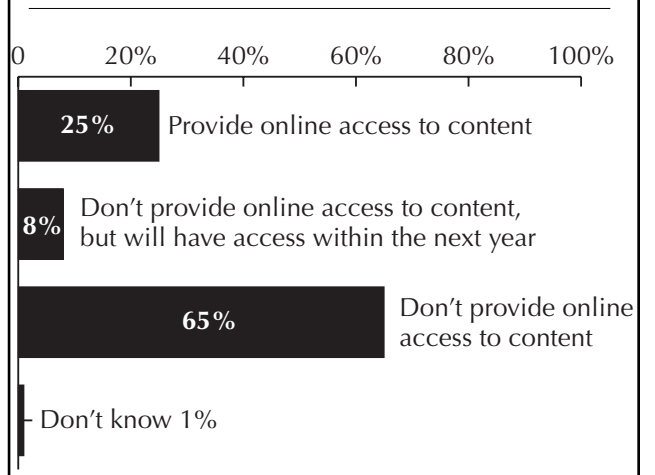 0 20% 40% 60% 80% 100%
25% Provide online access to content
8% Don’t provide online access to content,
but will have access within the next year
65% Don’t provide online
access to content
Don’t know 1%